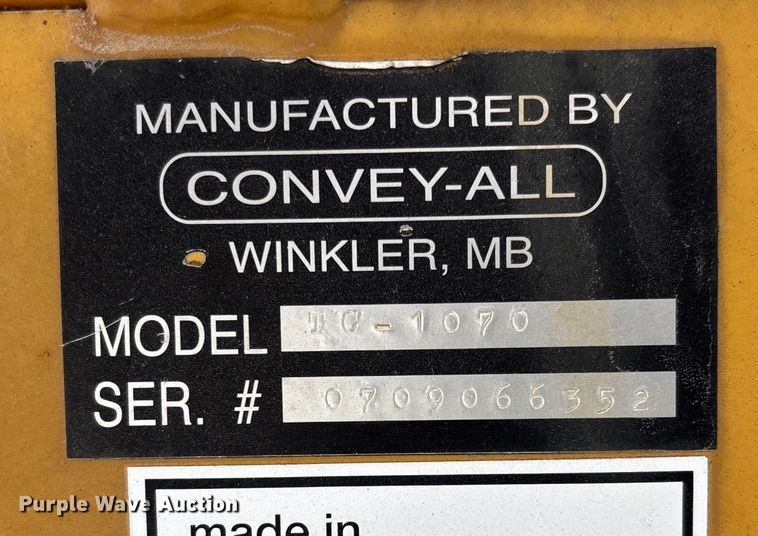 MANUFACTURED BY
CONVEY-ALL
WINKLER, MB
MODEL TC-1070
SER. # 0709066352
made in
Purple Wave Auction